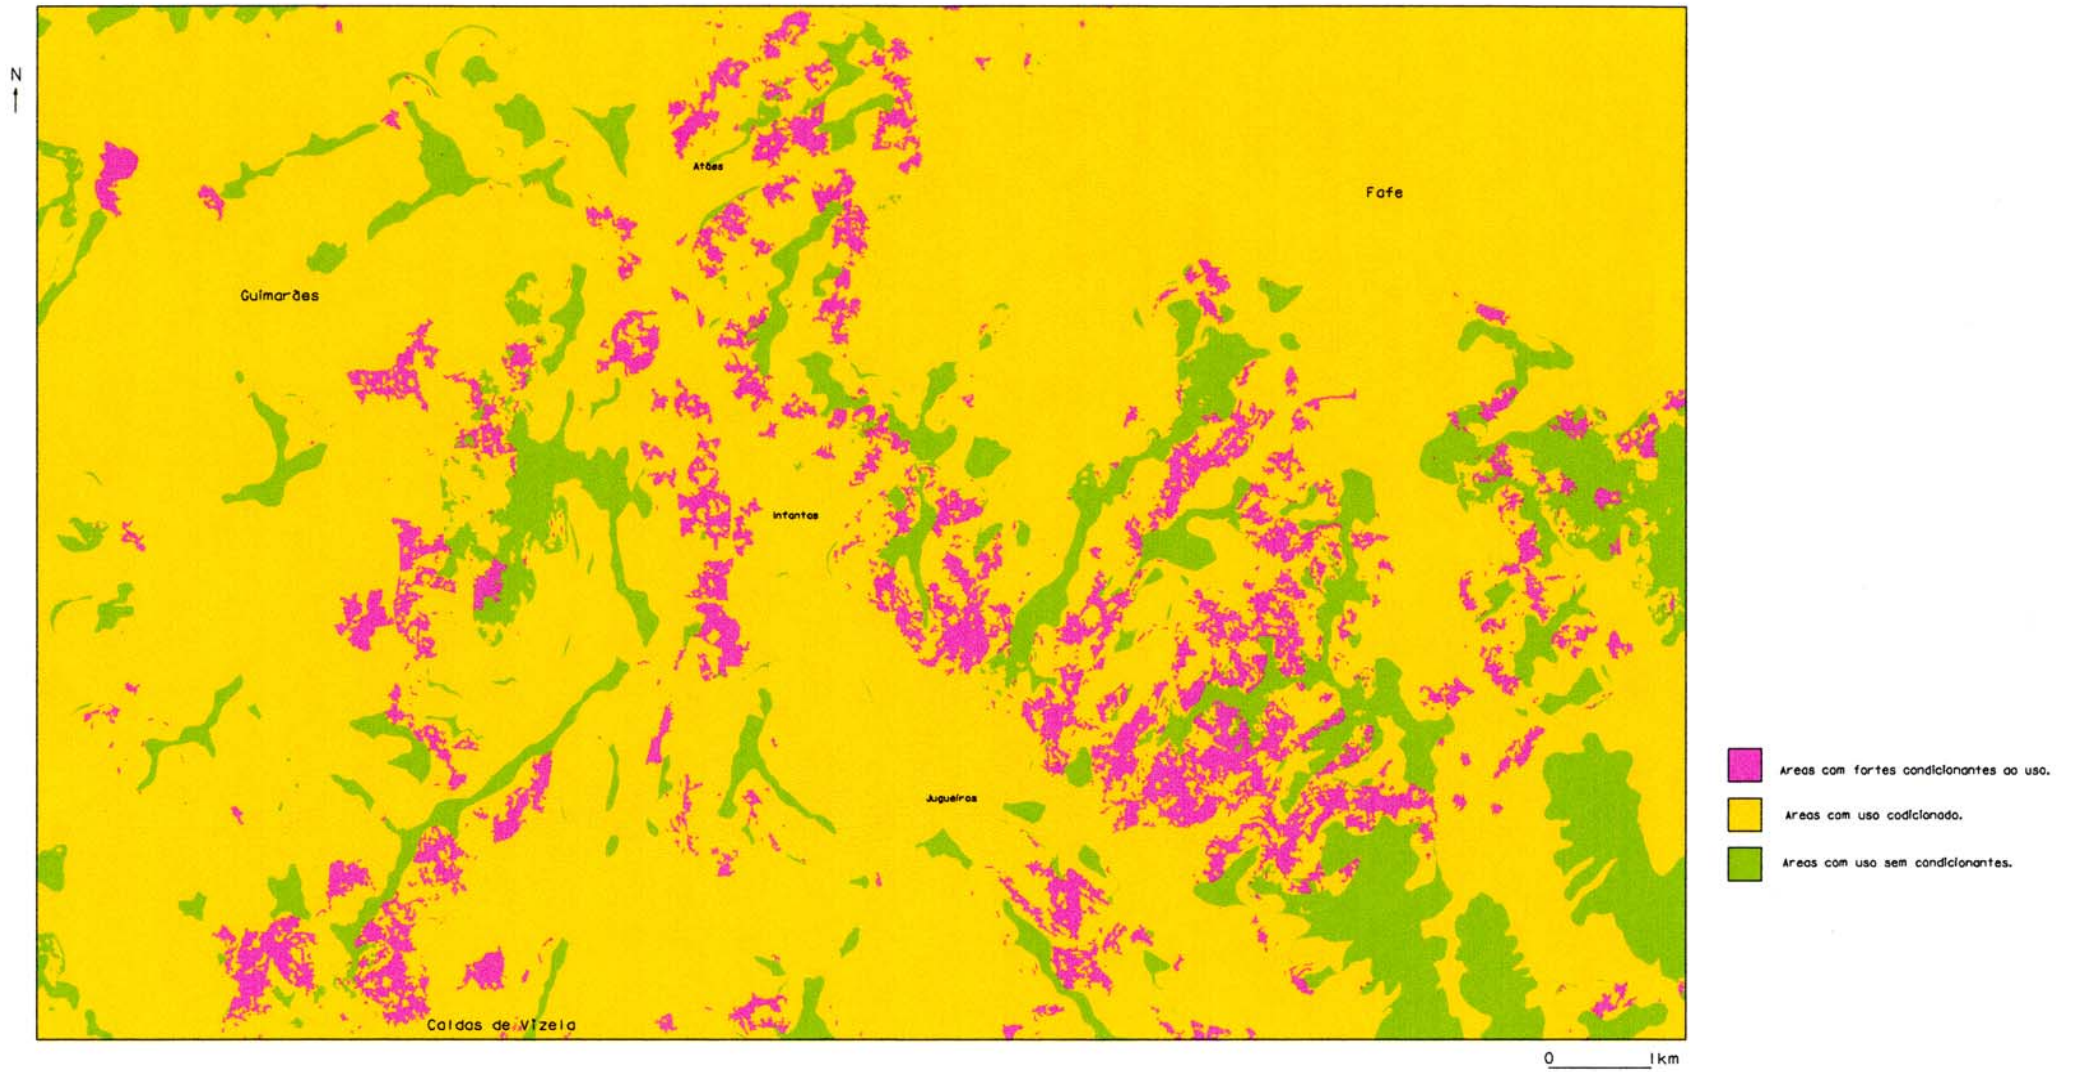 N
Atães
Fafe
Guimarães
Infantas
Jugueiros
Caldas de Vizela
Areas com fortes condicionantes ao uso.
Areas com uso codicionado.
Areas com uso sem condicionantes.
0 1km